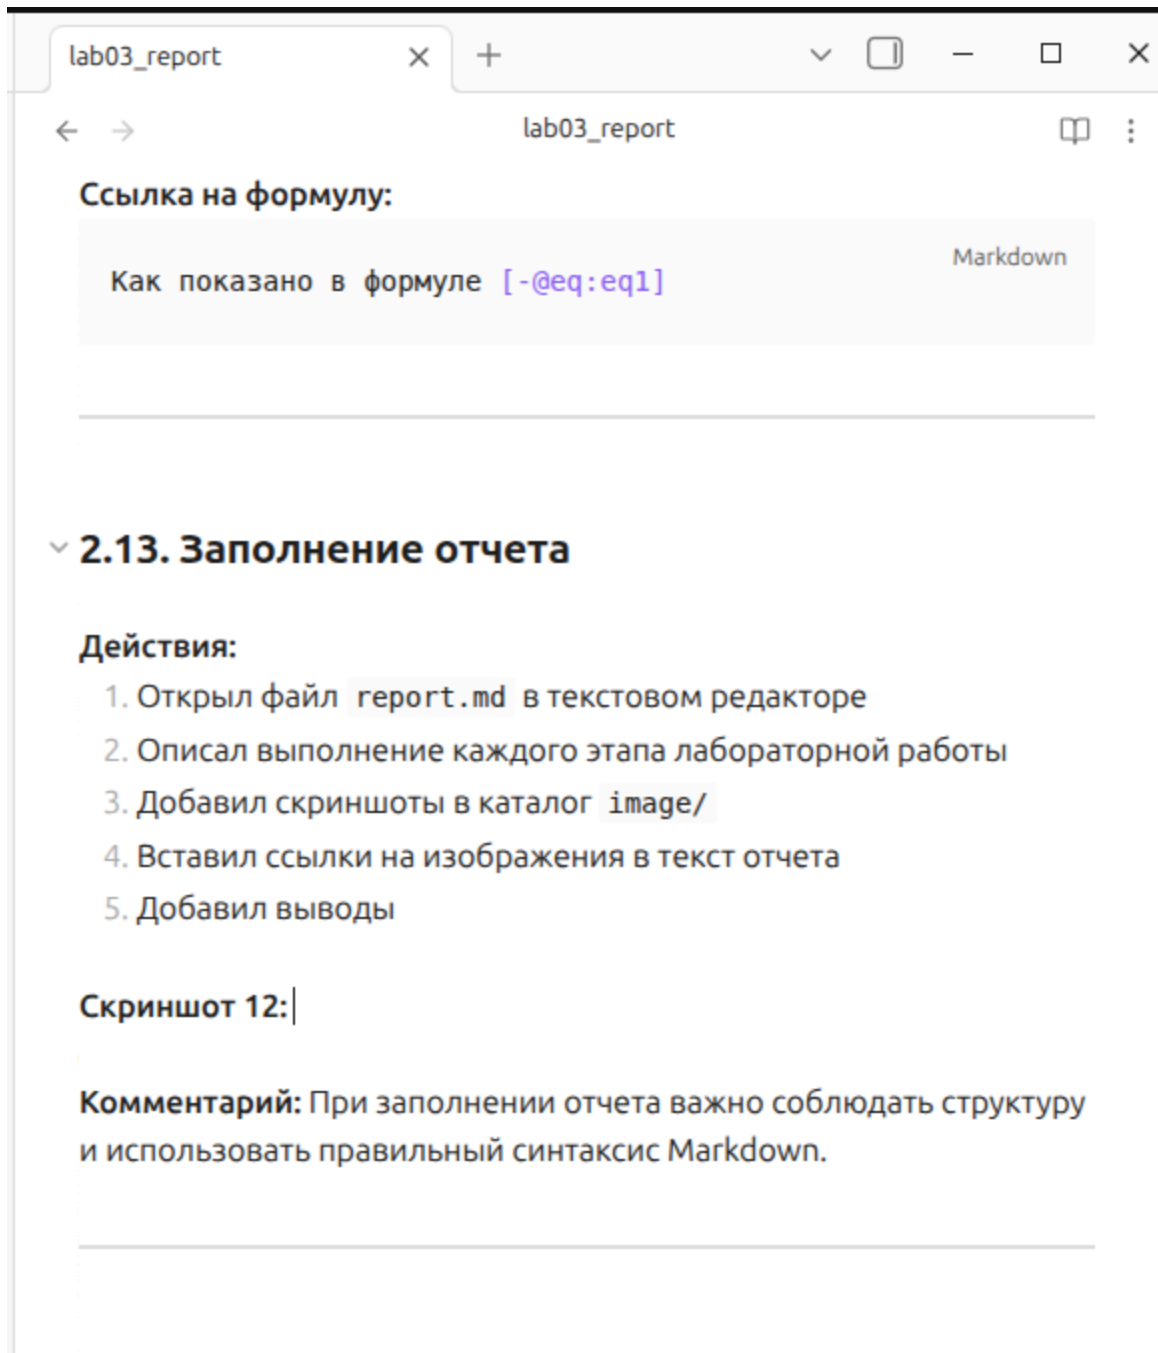 lab03_report
lab03_report
Ссылка на формулу:
Markdown
Как показано в формуле [-@eq:eq1]
2.13. Заполнение отчета
Действия:
1. Открыл файл report.md в текстовом редакторе
2. Описал выполнение каждого этапа лабораторной работы
3. Добавил скриншоты в каталог image/
4. Вставил ссылки на изображения в текст отчета
5. Добавил выводы
Скриншот 12:
Комментарий: При заполнении отчета важно соблюдать структуру
и использовать правильный синтаксис Markdown.